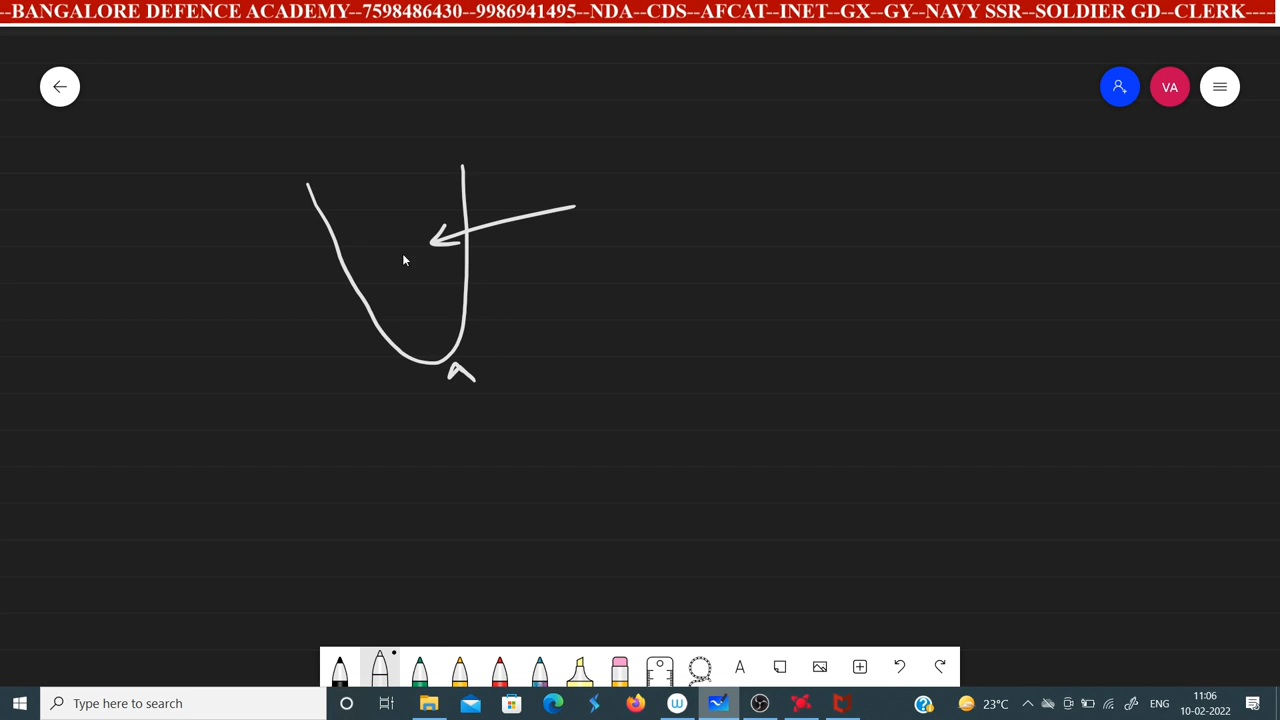 --BANGALORE DEFENCE ACADEMY--7598486430--9986941495--NDA--CDS--AFCAT--INET--GX--GY--NAVY SSR--SOLDIER GD--CLERK-----
VA
A
Type here to search
23°C
ENG
11:06
10-02-2022